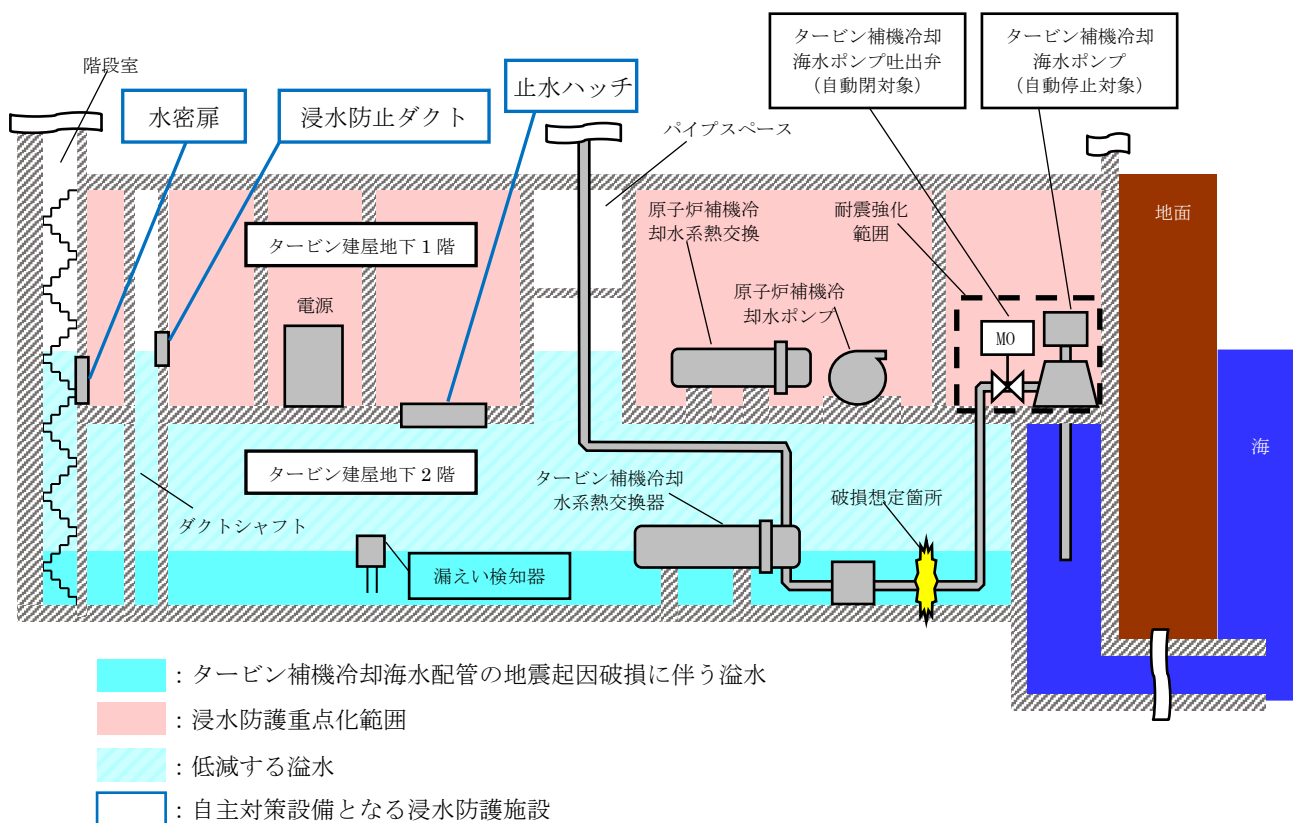 タービン補機冷却
海水ポンプ吐出弁
(自動閉対象)
タービン補機冷却
海水ポンプ
(自動停止対象)
階段室
水密扉
浸水防止ダクト
止水ハッチ
パイプスペース
原子炉補機冷
却水系熱交換
耐震強化
範囲
地面
タービン建屋地下1階
電源
原子炉補機冷
却水ポンプ
MO
海
タービン建屋地下2階
タービン補機冷却
水系熱交換器
破損想定箇所
ダクトシャフト
漏えい検知器
:タービン補機冷却海水配管の地震起因破損に伴う溢水
:浸水防護重点化範囲
:低減する溢水
:自主対策設備となる浸水防護施設